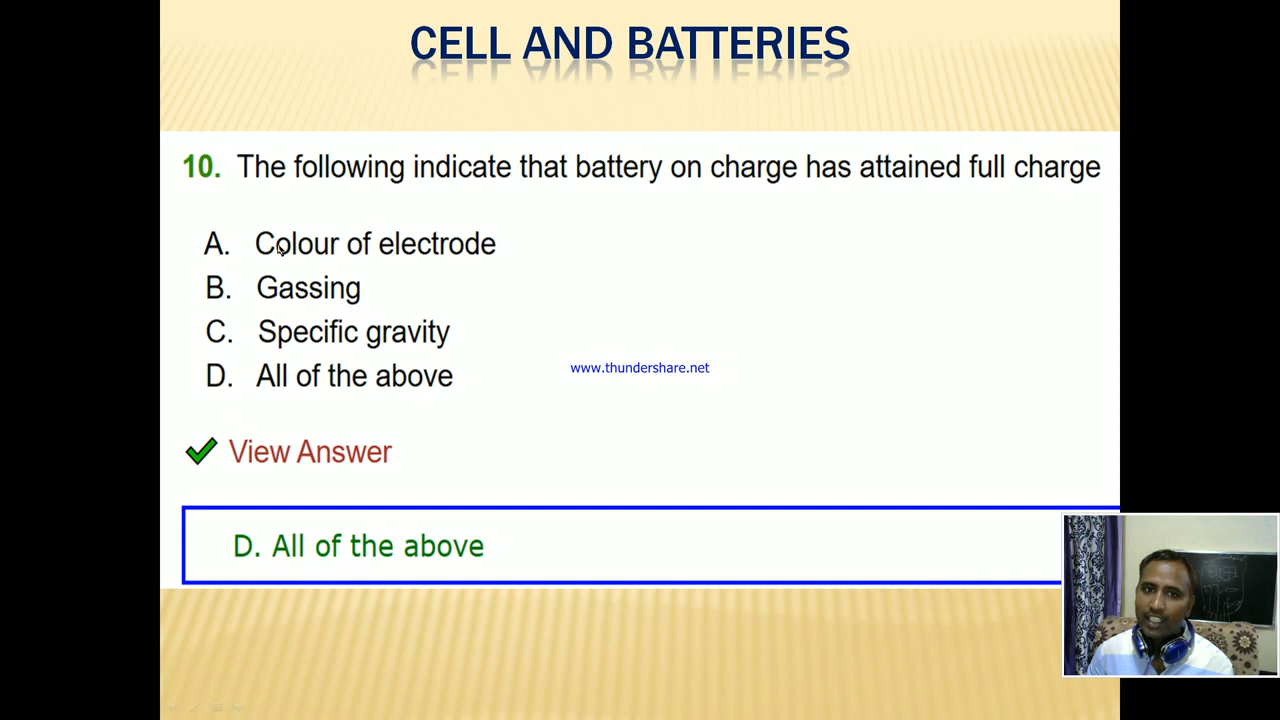 CELL AND BATTERIES
10. The following indicate that battery on charge has attained full charge
A. Colour of electrode
B. Gassing
C. Specific gravity
D. All of the above
www.thundershare.net
View Answer
D. All of the above